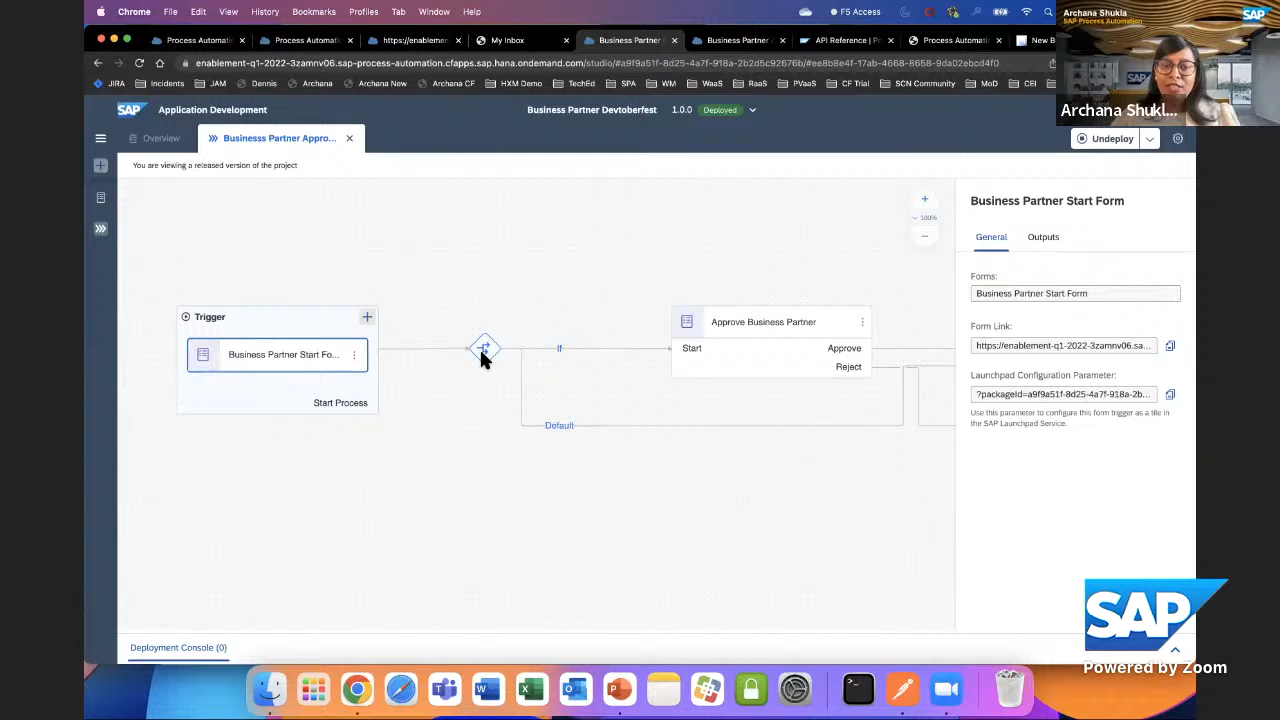 Chrome File Edit View History Bookmarks Profiles Tab Window Help
F5 Access
Archana Shukla
SAP Process Automation
SAP
SAP
Archana Shukl...
Process Automati
Process Automati
https://enablem
My Inbox
Business Partner
Business Partner
API Reference | P
Process Automati
New B
enablement-q1-2022-3zamnv06.sap-process-automation.cfapps.sap.hana.ondemand.com/studio/#a9f9a51f-8d25-4a7f-918a-2b2d5c92676b/#ee8b8e4f-17ab-4668-8658-9da02ebcd4f0
JIRA Incidents JAM Dennis Archana Archana New Archana Ca HXM Demo TechEd SPA WaaS RaaS PVaaS CF Trial SCN Community MoD CEI
SAP Application Development
Business Partner Devtoberfest 1.0.0 Deployed
Overview
Businesss Partner Appro...
Undeploy
You are viewing a released version of the project
100%
Trigger
Business Partner Start Fo...
Start Process
If
Default
Approve Business Partner
Start
Approve
Reject
Business Partner Start Form
General Outputs
Forms:
Business Partner Start Form
Form Link:
https://enablement-q1-2022-3zamnv06.sa...
Launchpad Configuration Parameter:
?packageId=a9f9a51f-8d25-4a7f-918a-2b...
Use this parameter to configure this form trigger as a tile in
the SAP Launchpad Service.
Deployment Console (0)
SAP
Powered by Zoom